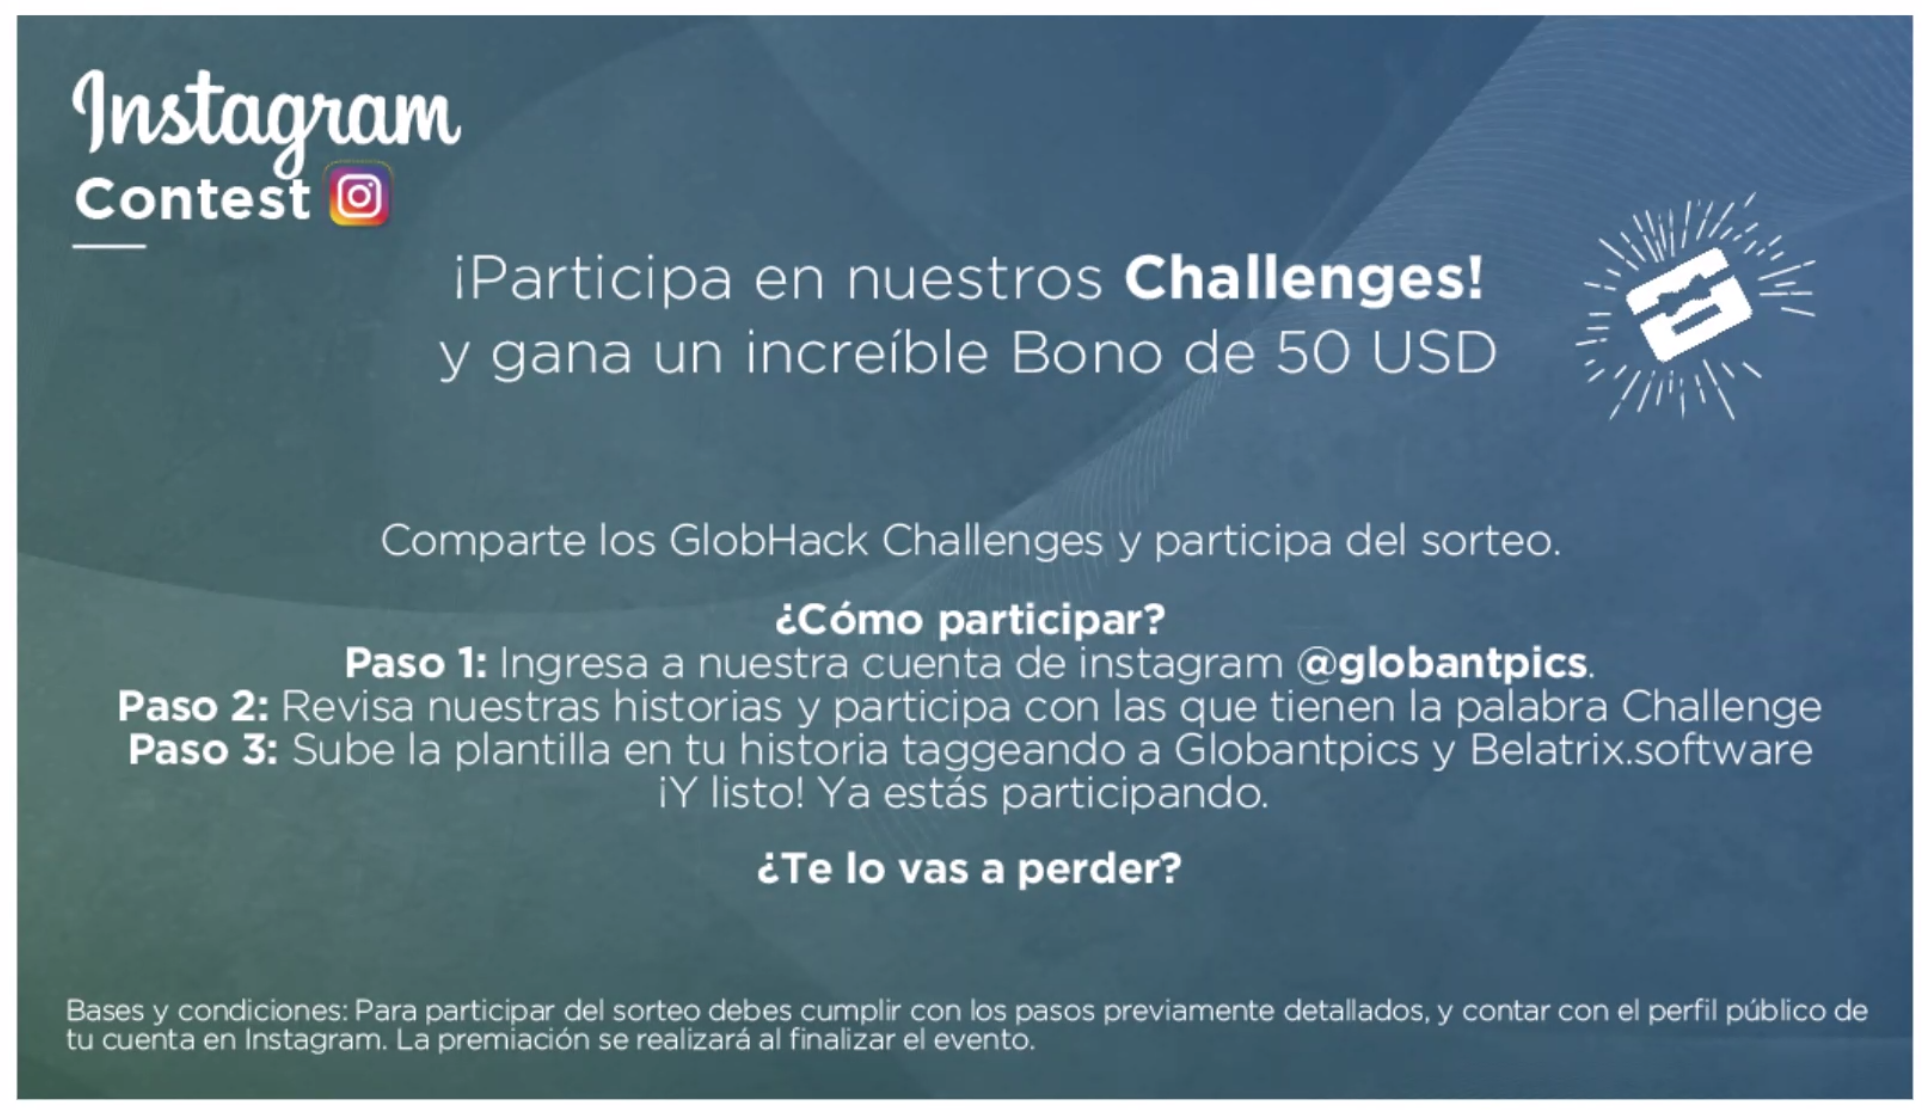 Instagram
Contest
¡Participa en nuestros Challenges!
y gana un increíble Bono de 50 USD
Comparte los GlobHack Challenges y participa del sorteo.
¿Cómo participar?
Paso 1: Ingresa a nuestra cuenta de instagram @globantpics.
Paso 2: Revisa nuestras historias y participa con las que tienen la palabra Challenge
Paso 3: Sube la plantilla en tu historia taggeando a Globantpics y Belatrix.software
¡Y listo! Ya estás participando.
¿Te lo vas a perder?
Bases y condiciones: Para participar del sorteo debes cumplir con los pasos previamente detallados, y contar con el perfil público de
tu cuenta en Instagram. La premiación se realizará al finalizar el evento.